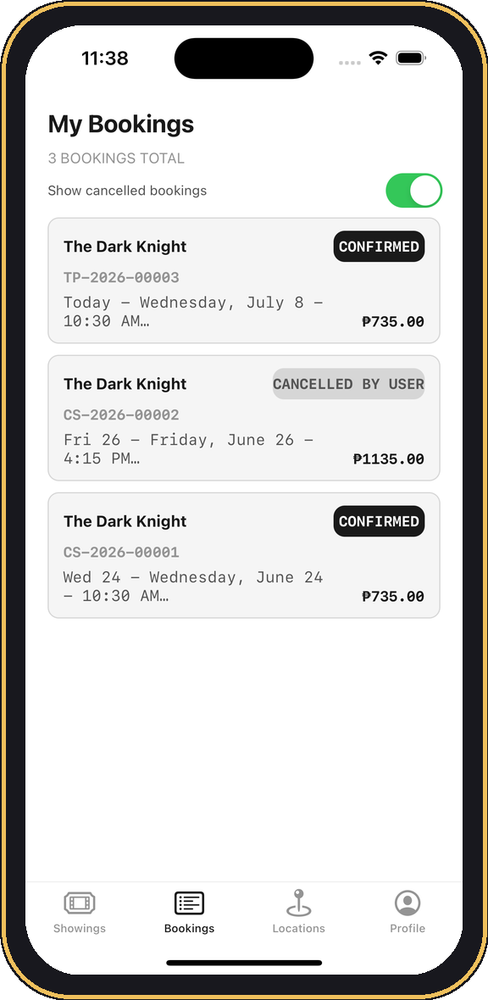 11:38
My Bookings
3 BOOKINGS TOTAL
Show cancelled bookings
The Dark Knight
CONFIRMED
TP-2026-00003
Today - Wednesday, July 8 -
10:30 AM…
₱735.00
The Dark Knight
CANCELLED BY USER
CS-2026-00002
Fri 26 - Friday, June 26 -
4:15 PM…
₱1135.00
The Dark Knight
CONFIRMED
CS-2026-00001
Wed 24 - Wednesday, June 24
- 10:30 AM…
₱735.00
Showings
Bookings
Locations
Profile